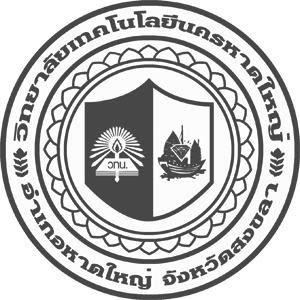 วิทยาลัยเทคโนโลยีนครหาดใหญ่
วทน.
อำเภอหาดใหญ่ จังหวัดสงขลา